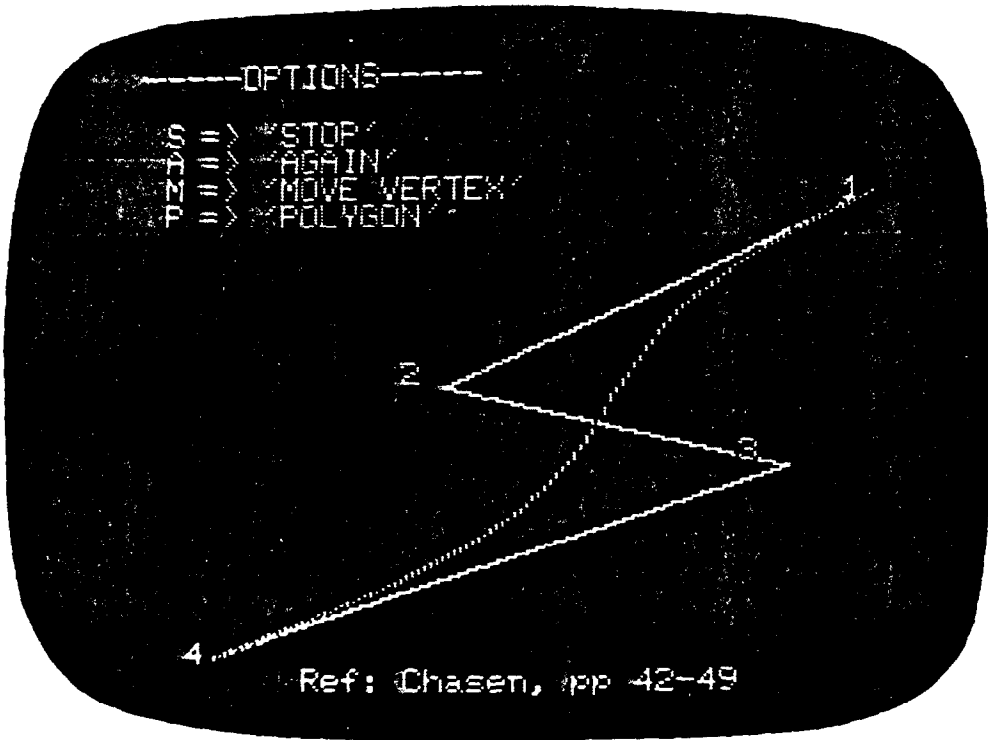 -----OPTIONS-----
S => 'STOP'
A => 'AGAIN'
M => 'MOVE VERTEX'
P => 'POLYGON'
1
2
3
4
Ref: Chasen, pp 42-49